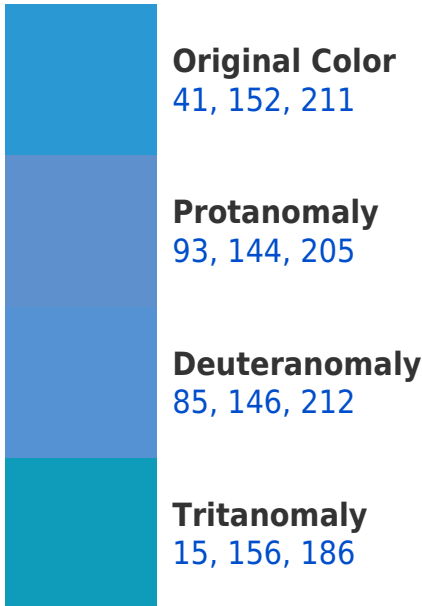 Original Color
41, 152, 211
Protanomaly
93, 144, 205
Deuteranomaly
85, 146, 212
Tritanomaly
15, 156, 186